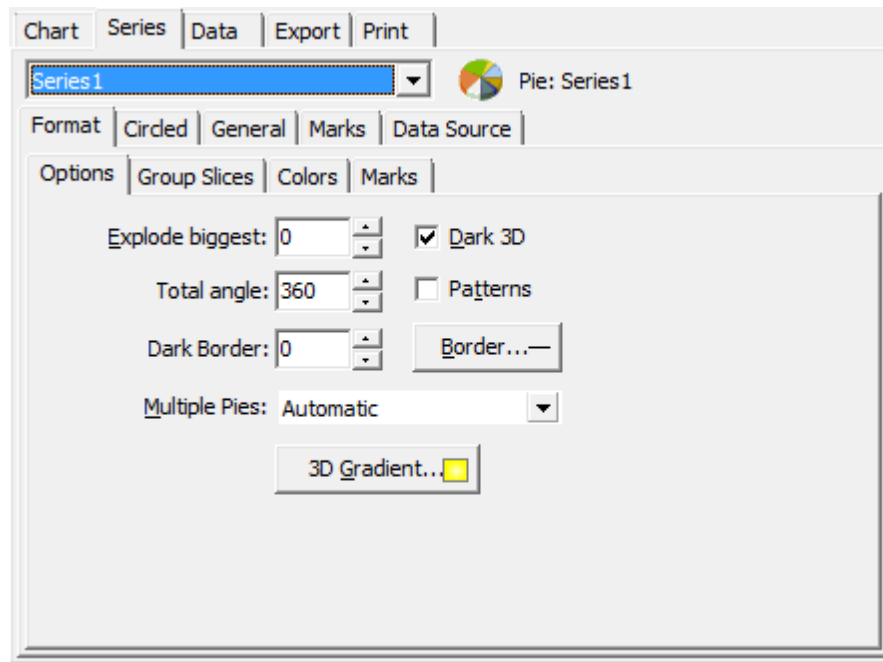 Chart Series Data Export Print
Series1 Pie: Series1
Format Circled General Marks Data Source
Options Group Slices Colors Marks
Explode biggest: 0 Dark 3D
Total angle: 360 Patterns
Dark Border: 0 Border...
Multiple Pies: Automatic
3D Gradient...